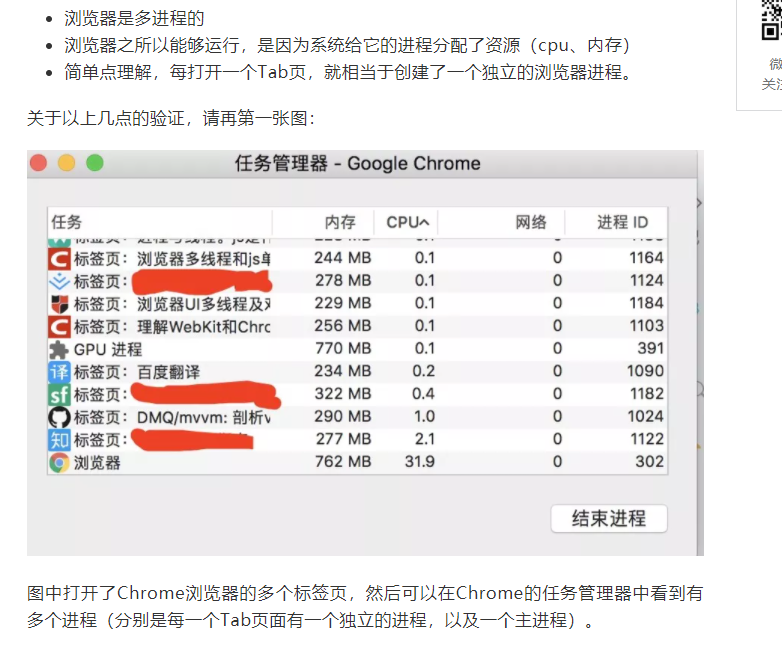 浏览器是多进程的
浏览器之所以能够运行，是因为系统给它的进程分配了资源（cpu、内存）
简单点理解，每打开一个Tab页，就相当于创建了一个独立的浏览器进程。
微
关注
关于以上几点的验证，请再第一张图：
任务管理器 - Google Chrome
任务 内存 CPU 网络 进程 ID
C 标签页：浏览器多线程和js单 244 MB 0.1 0 1164
标签页： 278 MB 0.1 0 1124
标签页：浏览器UI多线程及对 229 MB 0.1 0 1184
C 标签页：理解WebKit和Chro 256 MB 0.1 0 1103
GPU 进程 770 MB 0.1 0 391
译 标签页：百度翻译 234 MB 0.2 0 1090
sf 标签页： 322 MB 0.4 0 1182
标签页：DMQ/mvvm: 剖析v 290 MB 1.0 0 1024
知 标签页： 277 MB 2.1 0 1122
浏览器 762 MB 31.9 0 302
结束进程
图中打开了Chrome浏览器的多个标签页，然后可以在Chrome的任务管理器中看到有
多个进程（分别是每一个Tab页面有一个独立的进程，以及一个主进程）。